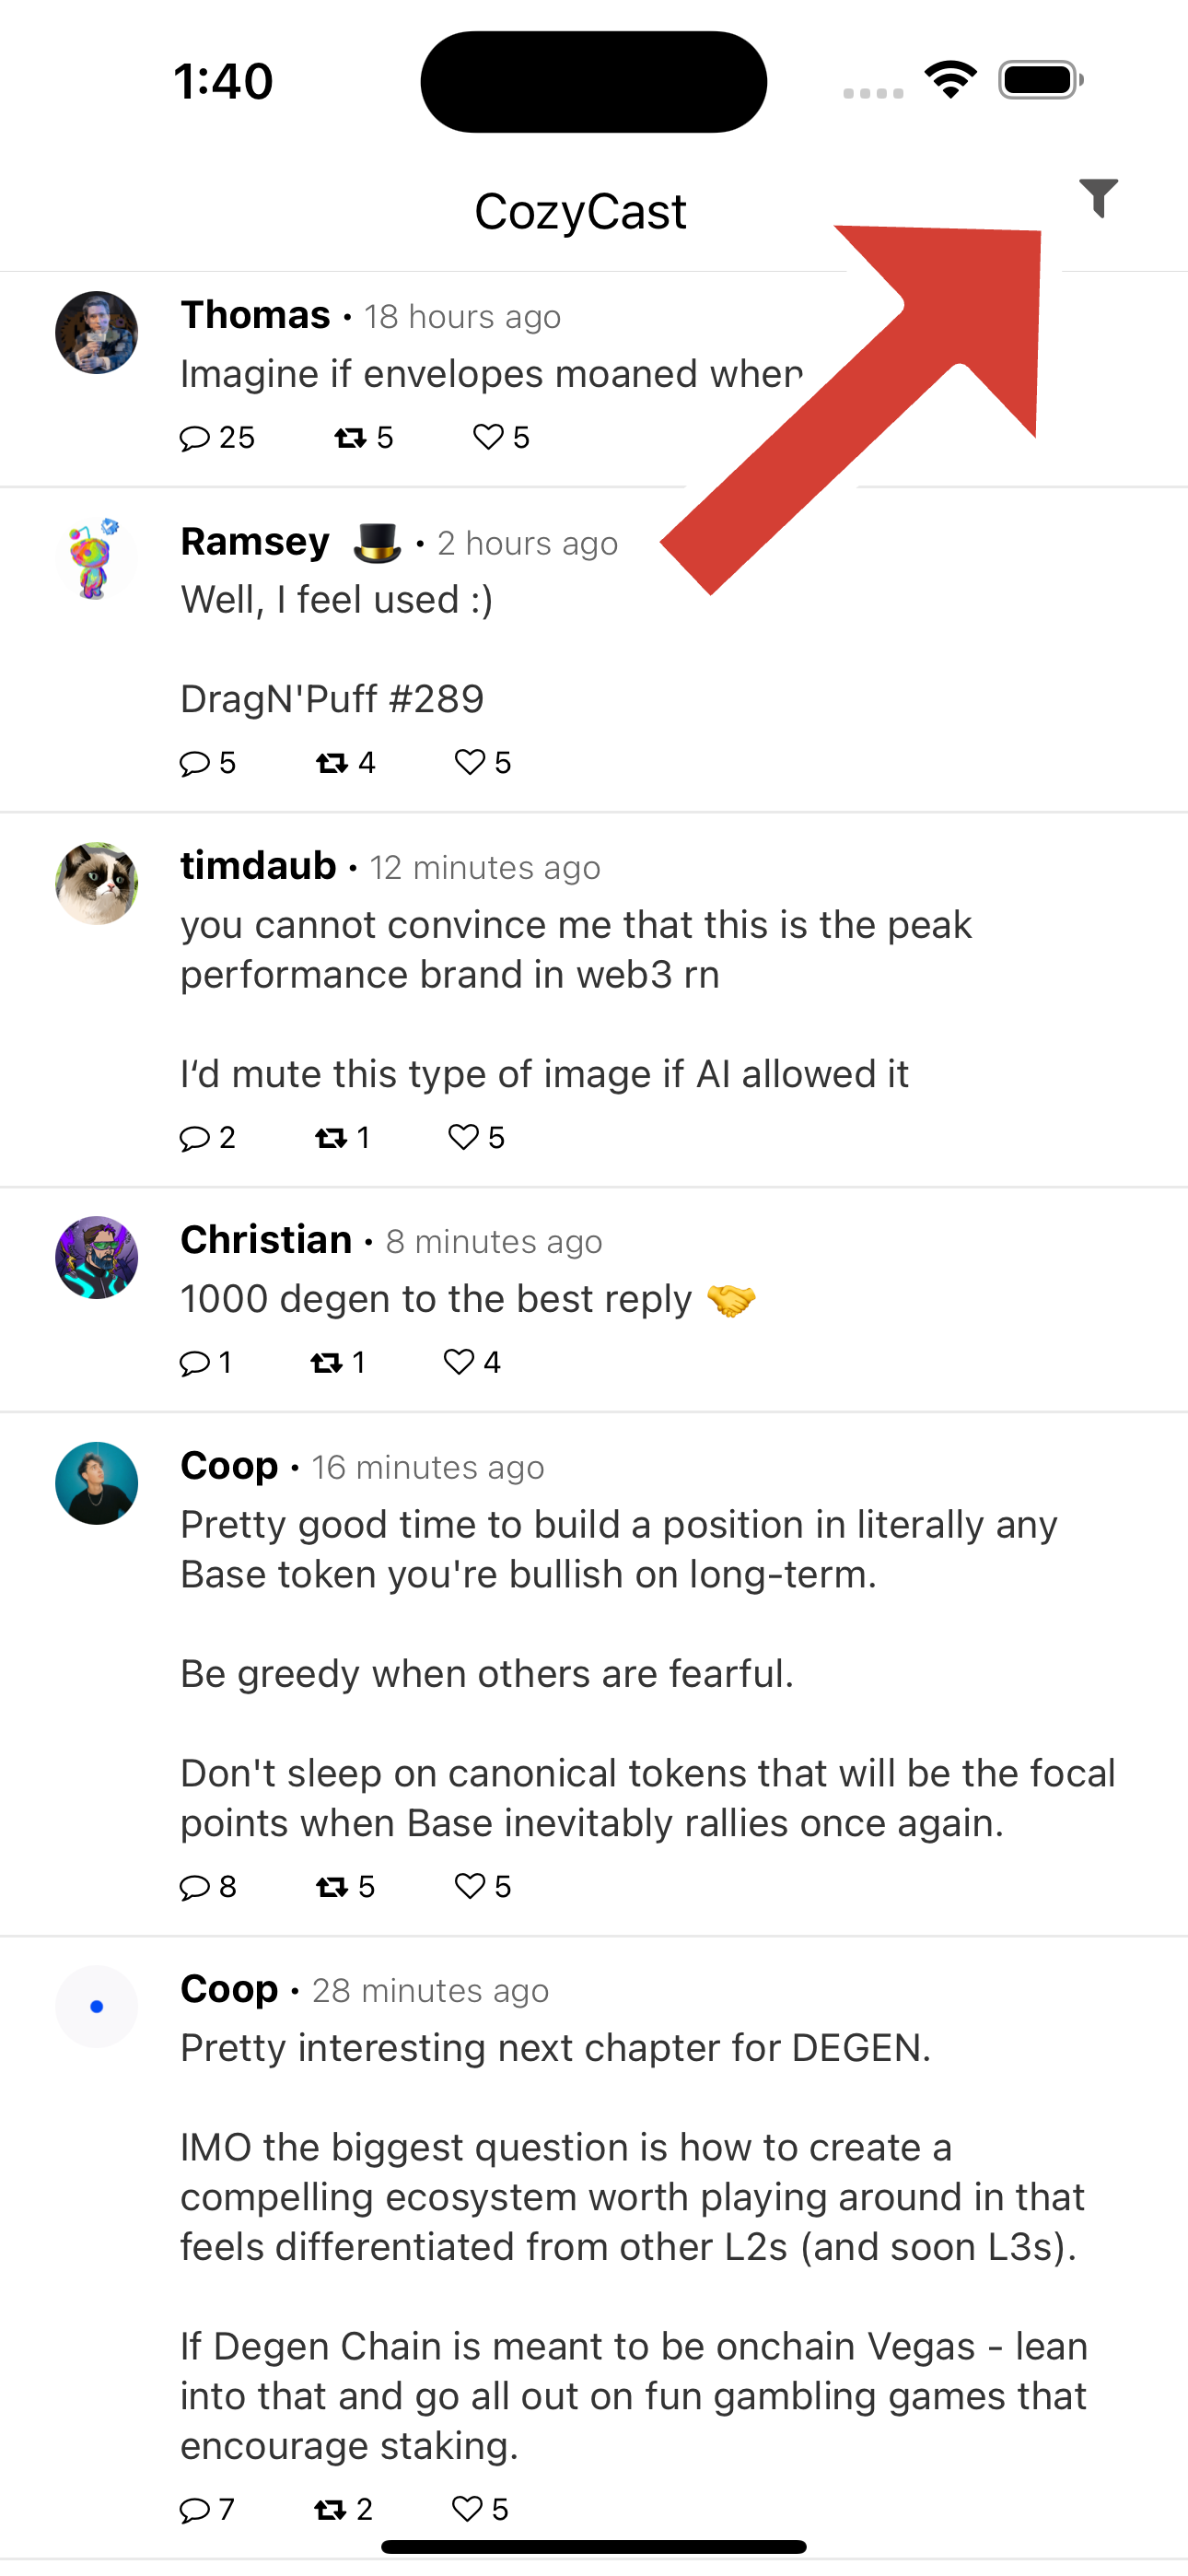 1:40
CozyCast
Thomas • 18 hours ago
Imagine if envelopes moaned when
25 5 5
Ramsey 🎩 • 2 hours ago
Well, I feel used :)
DragN'Puff #289
5 4 5
timdaub • 12 minutes ago
you cannot convince me that this is the peak
performance brand in web3 rn
I‘d mute this type of image if AI allowed it
2 1 5
Christian • 8 minutes ago
1000 degen to the best reply 🤝
1 1 4
Coop • 16 minutes ago
Pretty good time to build a position in literally any
Base token you're bullish on long-term.
Be greedy when others are fearful.
Don't sleep on canonical tokens that will be the focal
points when Base inevitably rallies once again.
8 5 5
Coop • 28 minutes ago
Pretty interesting next chapter for DEGEN.
IMO the biggest question is how to create a
compelling ecosystem worth playing around in that
feels differentiated from other L2s (and soon L3s).
If Degen Chain is meant to be onchain Vegas - lean
into that and go all out on fun gambling games that
encourage staking.
7 2 5